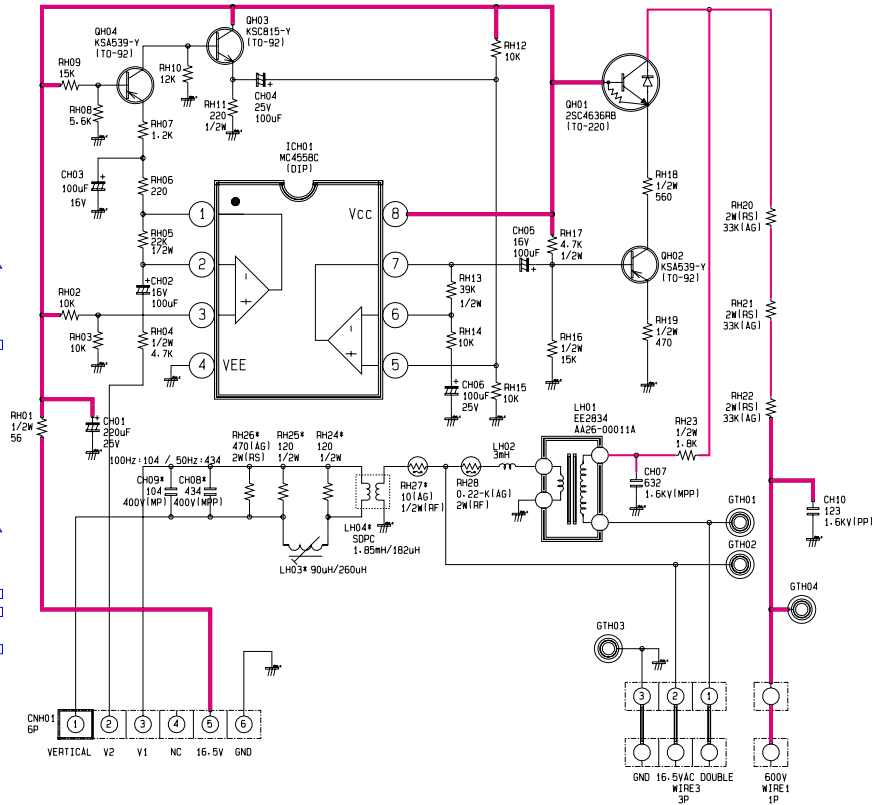 QH04
KSA539-Y
(TO-92)
QH03
KSC815-Y
(TO-92)
RH09
15K
RH10
12K
RH12
10K
RH08
5.6K
RH11
220
1/2W
CH04
25V
100uF
QH01
2SC4636RB
(TO-220)
RH07
1.2K
ICH01
MC4558C
(DIP)
CH03
100uF
16V
RH06
220
RH18
1/2W
560
1
Vcc
8
RH20
2W(RS)
33K(AG)
RH05
22K
1/2W
CH05
16V
100uF
RH17
4.7K
1/2W
2
7
QH02
KSA539-Y
(TO-92)
CH02
16V
100uF
RH13
39K
1/2W
RH02
10K
3
6
RH21
2W(RS)
33K(AG)
RH03
10K
RH04
1/2W
4.7K
RH14
10K
RH16
1/2W
15K
RH19
1/2W
470
4
VEE
5
CH06
100uF
25V
RH15
10K
RH22
2W(RS)
33K(AG)
RH01
1/2W
56
CH01
220uF
25V
LH01
EE2834
AA26-00011A
RH23
1/2W
1.8K
100Hz:104 / 50Hz:434
RH26*
470(AG)
2W(RS)
RH25*
120
1/2W
RH24*
120
1/2W
LH02
3mH
CH09*
104
400V(MP)
CH08*
434
400V(MPP)
RH27*
10(AG)
1/2W(RF)
RH28
0.22-K(AG)
2W(RF)
CH07
632
1.6KV(MPP)
GTH01
CH10
123
1.6KV(PP)
LH04*
SDPC
1.85mH/182uH
GTH02
LH03* 90uH/260uH
GTH04
GTH03
CNH01
6P
1
2
3
4
5
6
VERTICAL
V2
V1
NC
16.5V
GND
3
2
1
GND
16.5VAC
DOUBLE
WIRE3
3P
600V
WIRE1
1P